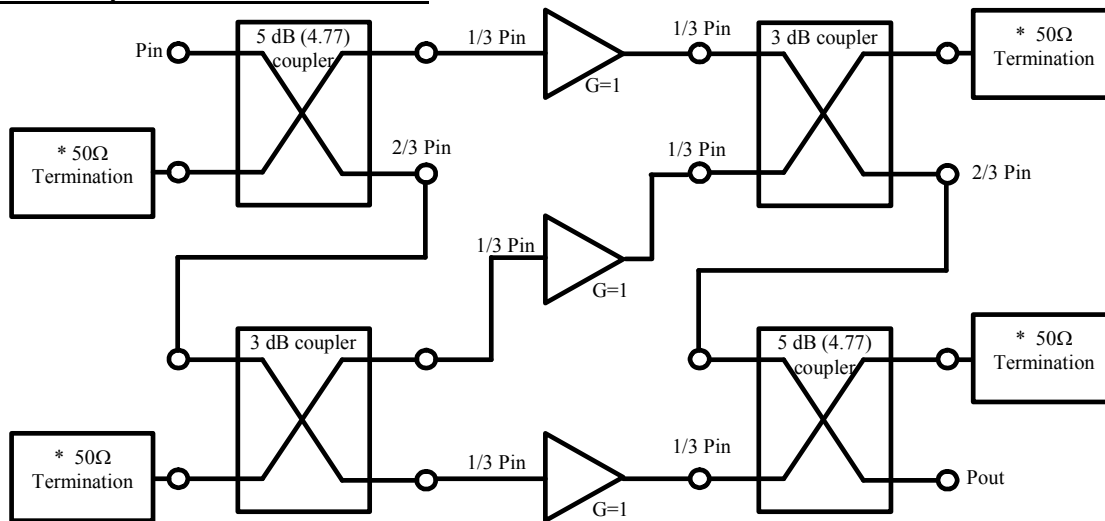 Pin
5 dB (4.77)
coupler
1/3 Pin
G=1
1/3 Pin
3 dB coupler
* 50Ω
Termination
* 50Ω
Termination
2/3 Pin
1/3 Pin
2/3 Pin
1/3 Pin
G=1
3 dB coupler
5 dB (4.77)
coupler
* 50Ω
Termination
* 50Ω
Termination
1/3 Pin
G=1
1/3 Pin
Pout